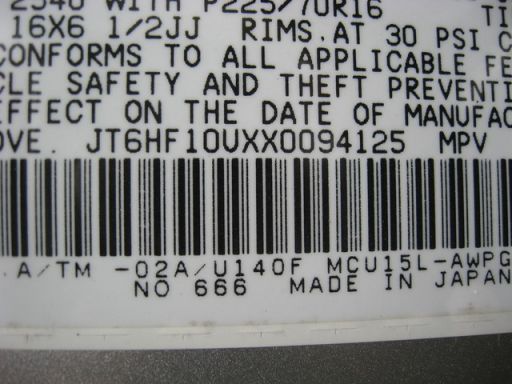 2540 WITH P225/70R16
16X6 1/2JJ RIMS, AT 30 PSI
CONFORMS TO ALL APPLICABLE FE
CLE SAFETY AND THEFT PREVENTI
EFFECT ON THE DATE OF MANUFAC
OVE. JT6HF10UXX0094125 MPV
.A/TM -02A/U140F MCU15L-AWPG
NO 666 MADE IN JAPAN